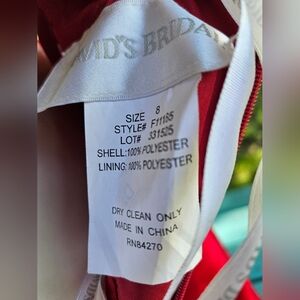 VID'S BRIDA
SIZE 8
STYLE# F11165
LOT# 331525
SHELL:100% POLYESTER
LINING:100% POLYESTER
DRY CLEAN ONLY
MADE IN CHINA
RN84270